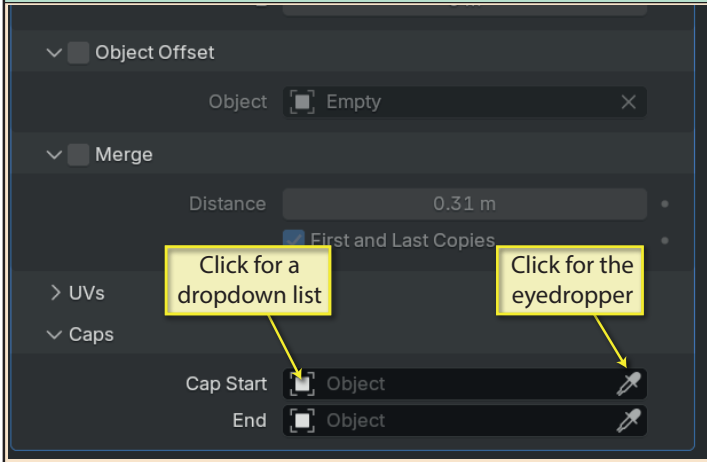 Object Offset
Object Empty
Merge
Distance 0.31 m
First and Last Copies
Click for a
dropdown list
Click for the
eyedropper
UVs
Caps
Cap Start Object
End Object